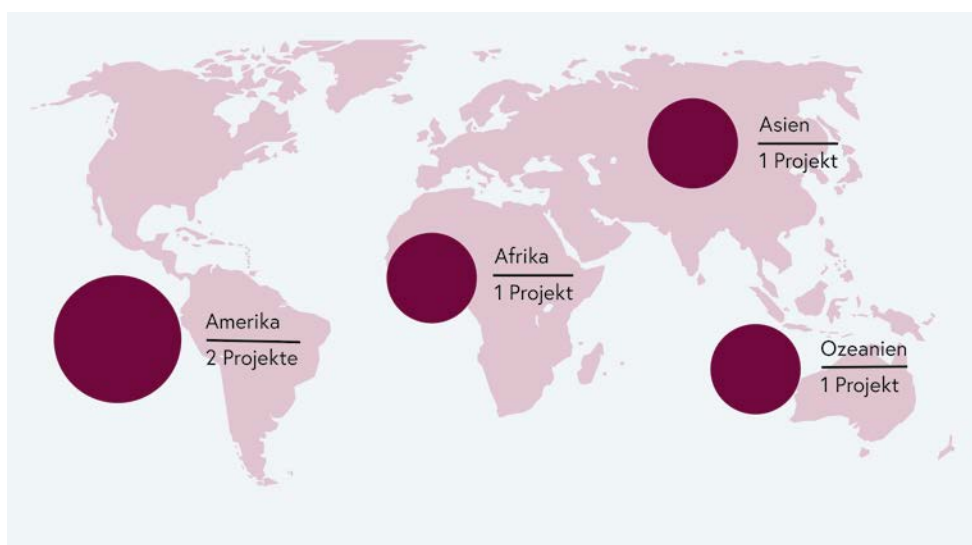 Asien
1 Projekt
Afrika
1 Projekt
Amerika
2 Projekte
Ozeanien
1 Projekt